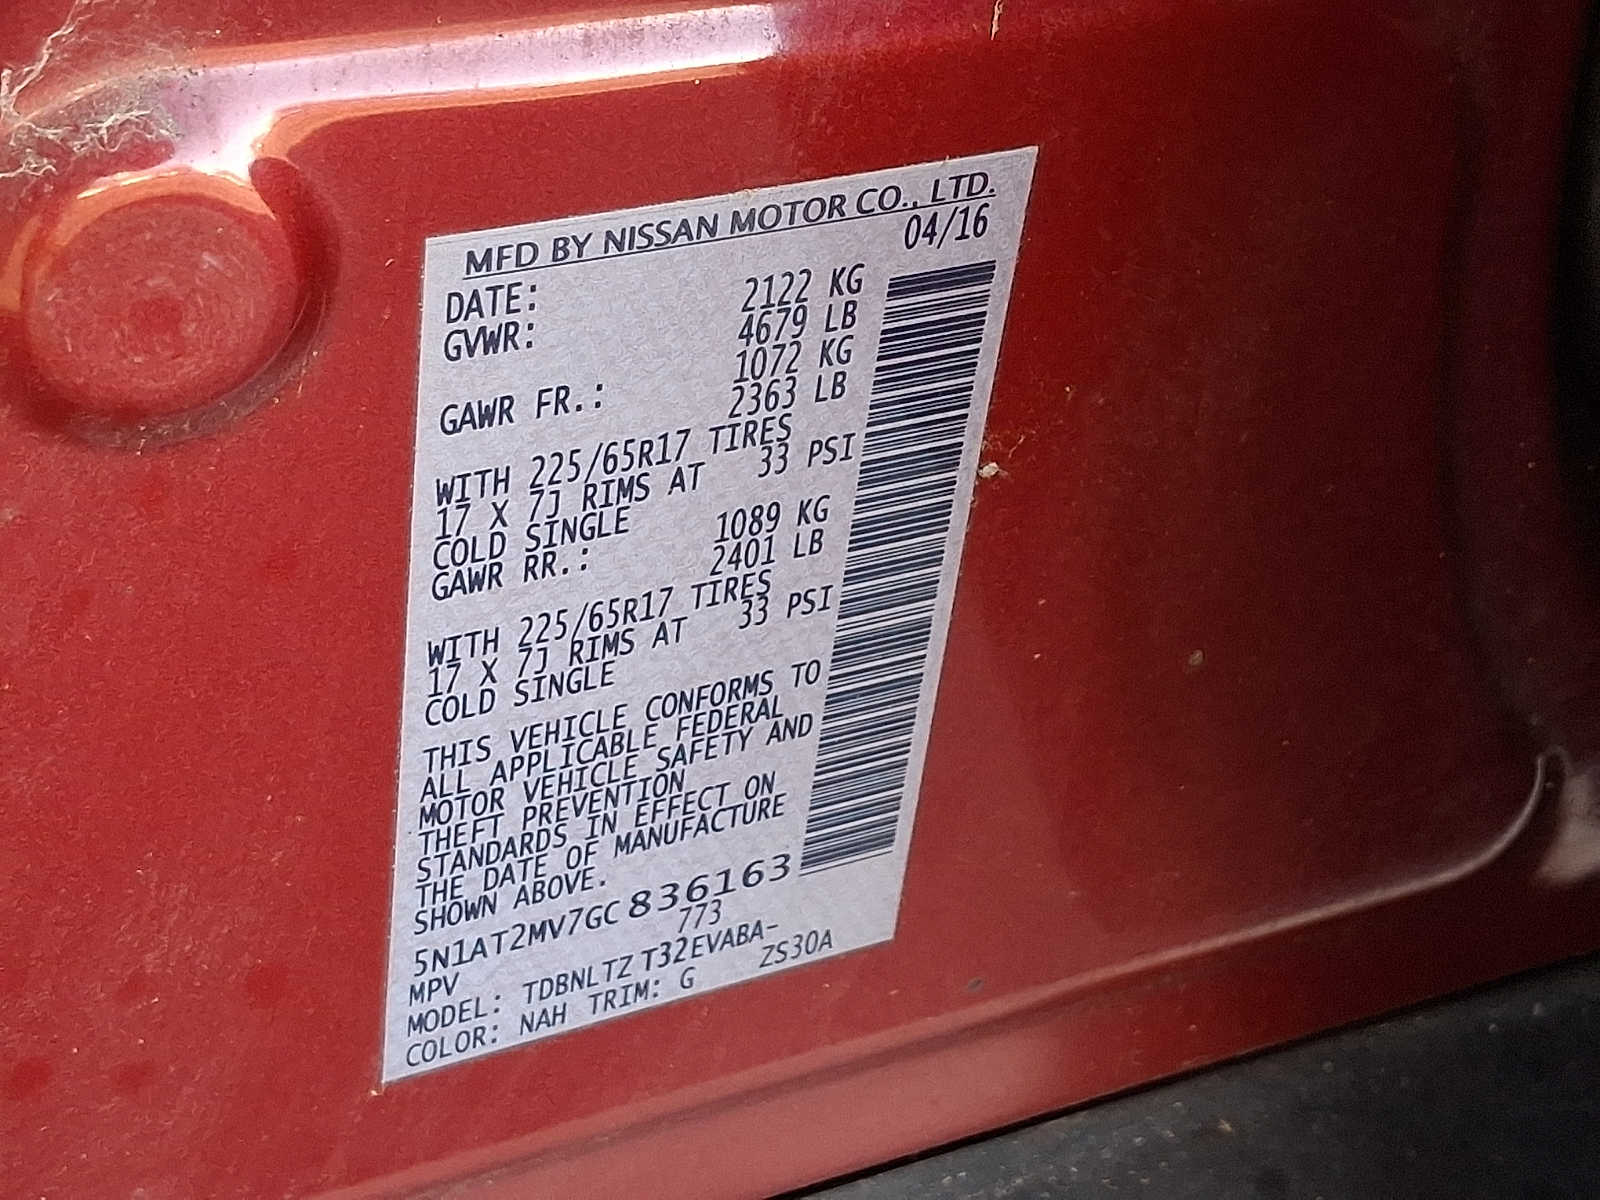 MFD BY NISSAN MOTOR CO., LTD.
DATE: 04/16
GVWR: 2122 KG
4679 LB
GAWR FR.: 1072 KG
2363 LB
WITH 225/65R17 TIRES
17 X 7J RIMS AT 33 PSI
COLD SINGLE
GAWR RR.: 1089 KG
2401 LB
WITH 225/65R17 TIRES
17 X 7J RIMS AT 33 PSI
COLD SINGLE
THIS VEHICLE CONFORMS TO
ALL APPLICABLE FEDERAL
MOTOR VEHICLE SAFETY AND
THEFT PREVENTION
STANDARDS IN EFFECT ON
THE DATE OF MANUFACTURE
SHOWN ABOVE.
5N1AT2MV7GC 836163
MPV 773
MODEL: TDBNLTZ T32EVABA-
COLOR: NAH TRIM: G ZS30A